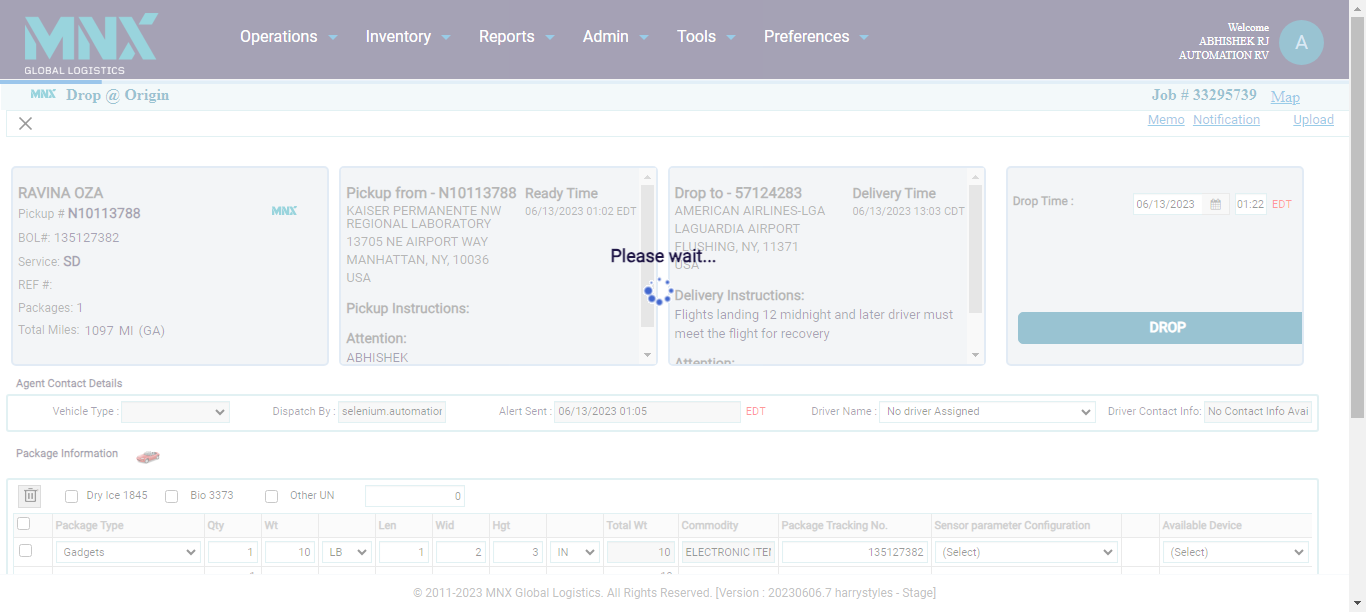 MNX
GLOBAL LOGISTICS
Operations Inventory Reports Admin Tools Preferences
Welcome
ABHISHEK RJ
AUTOMATION RV
A
MNX Drop @ Origin
Job # 33295739 Map
Memo Notification Upload
RAVINA OZA
Pickup # N10113788
MNX
BOL#: 135127382
Service: SD
REF #:
Packages: 1
Total Miles: 1097 MI (GA)
Pickup from - N10113788 Ready Time
KAISER PERMANENTE NW 06/13/2023 01:02 EDT
REGIONAL LABORATORY
13705 NE AIRPORT WAY
MANHATTAN, NY, 10036
USA
Pickup Instructions:
Attention:
ABHISHEK
Drop to - 57124283 Delivery Time
AMERICAN AIRLINES-LGA 06/13/2023 13:03 CDT
LAGUARDIA AIRPORT
FLUSHING, NY, 11371
USA
Delivery Instructions:
Flights landing 12 midnight and later driver must
meet the flight for recovery
Attention:
Please wait...
Drop Time : 06/13/2023 01:22 EDT
DROP
Agent Contact Details
Vehicle Type : Dispatch By : selenium.automation Alert Sent : 06/13/2023 01:05 EDT Driver Name : No driver Assigned Driver Contact Info: No Contact Info Avai
Package Information
Dry Ice 1845 Bio 3373 Other UN 0
Package Type Qty Wt Len Wid Hgt Total Wt Commodity Package Tracking No. Sensor parameter Configuration Available Device
Gadgets 1 10 LB 1 2 3 IN 10 ELECTRONIC ITEM 135127382 (Select) (Select)
© 2011-2023 MNX Global Logistics. All Rights Reserved. [Version : 20230606.7 harrystyles - Stage]